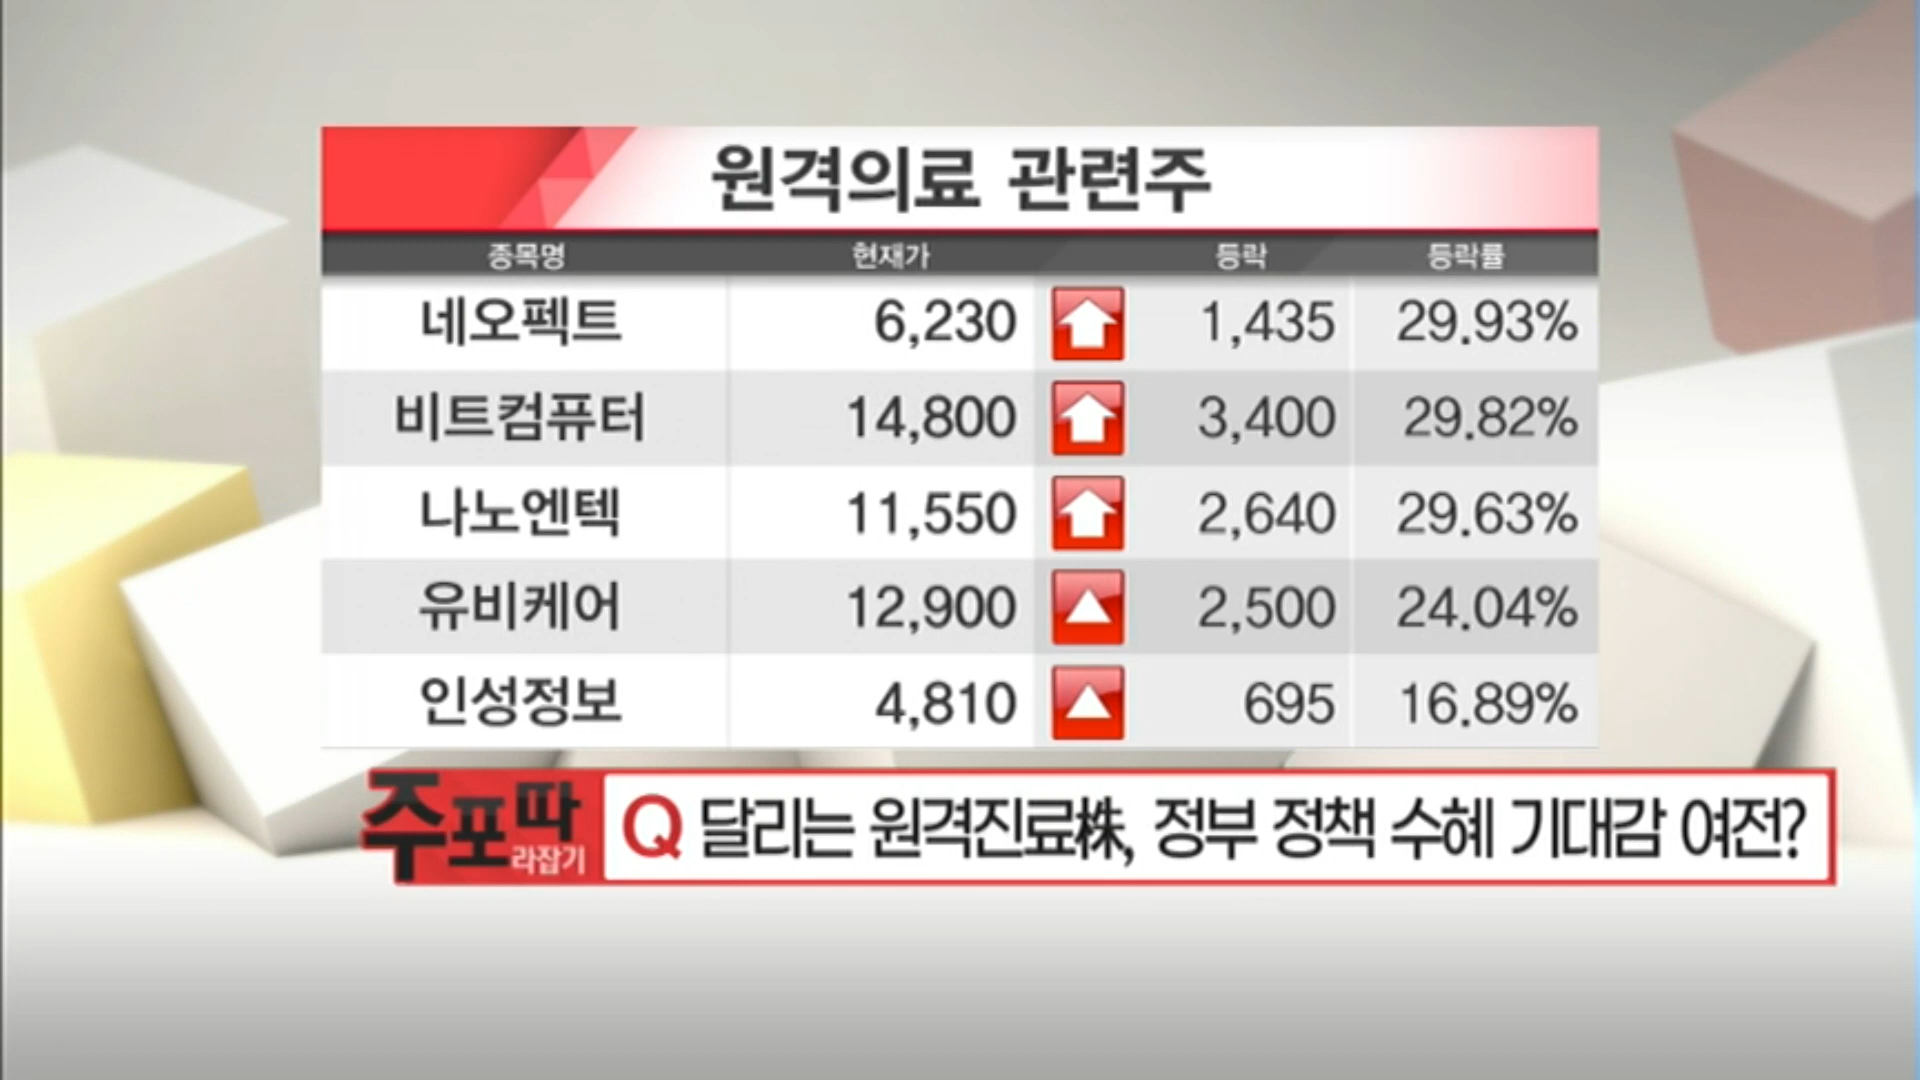 원격의료 관련주
종목명 현재가 등락 등락률
네오펙트 6,230 1,435 29.93%
비트컴퓨터 14,800 3,400 29.82%
나노엔텍 11,550 2,640 29.63%
유비케어 12,900 2,500 24.04%
인성정보 4,810 695 16.89%
주포따라잡기 Q 달리는 원격진료株, 정부 정책 수혜 기대감 여전?